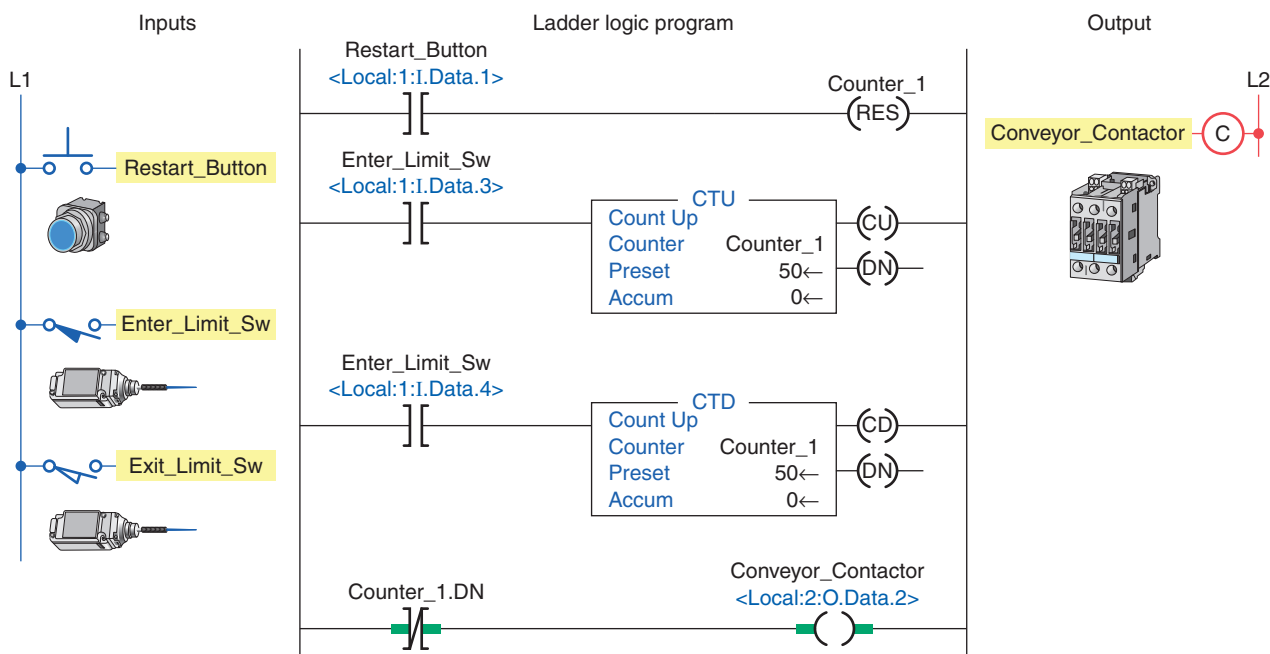 Inputs
Ladder logic program
Output
L1
Restart_Button
Enter_Limit_Sw
Exit_Limit_Sw
Restart_Button
<Local:1:I.Data.1>
Counter_1
RES
Enter_Limit_Sw
<Local:1:I.Data.3>
CTU
Count Up
Counter Counter_1
Preset 50←
Accum 0←
CU
DN
Enter_Limit_Sw
<Local:1:I.Data.4>
CTD
Count Up
Counter Counter_1
Preset 50←
Accum 0←
CD
DN
Counter_1.DN
Conveyor_Contactor
<Local:2:O.Data.2>
L2
Conveyor_Contactor
C